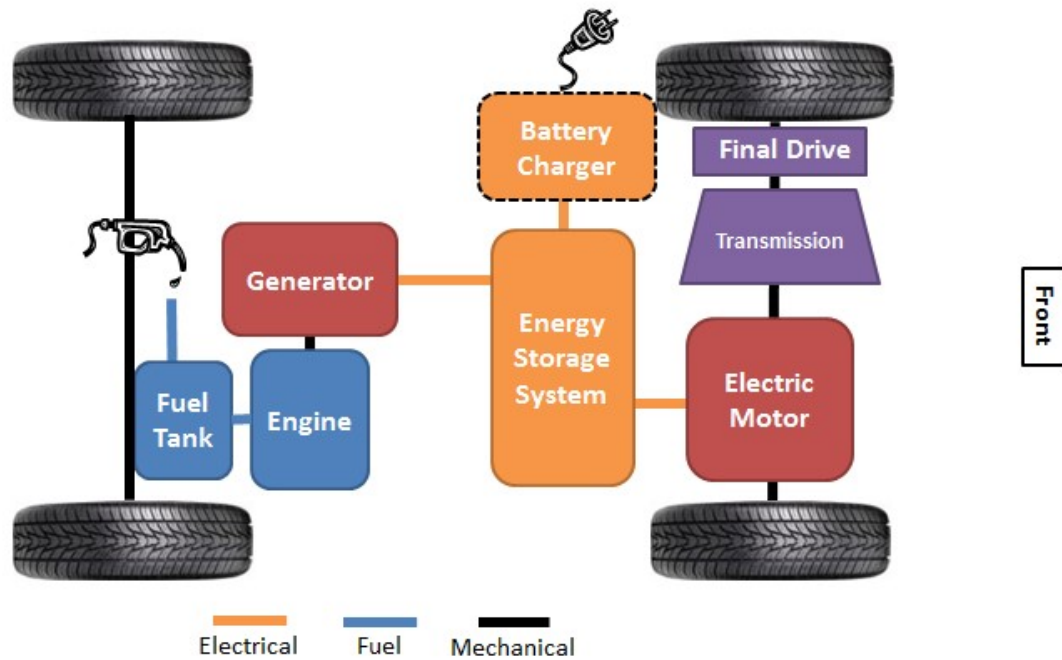 Battery
Charger
Final Drive
Transmission
Generator
Energy
Storage
System
Front
Electric
Motor
Fuel
Tank
Engine
Electrical
Fuel
Mechanical